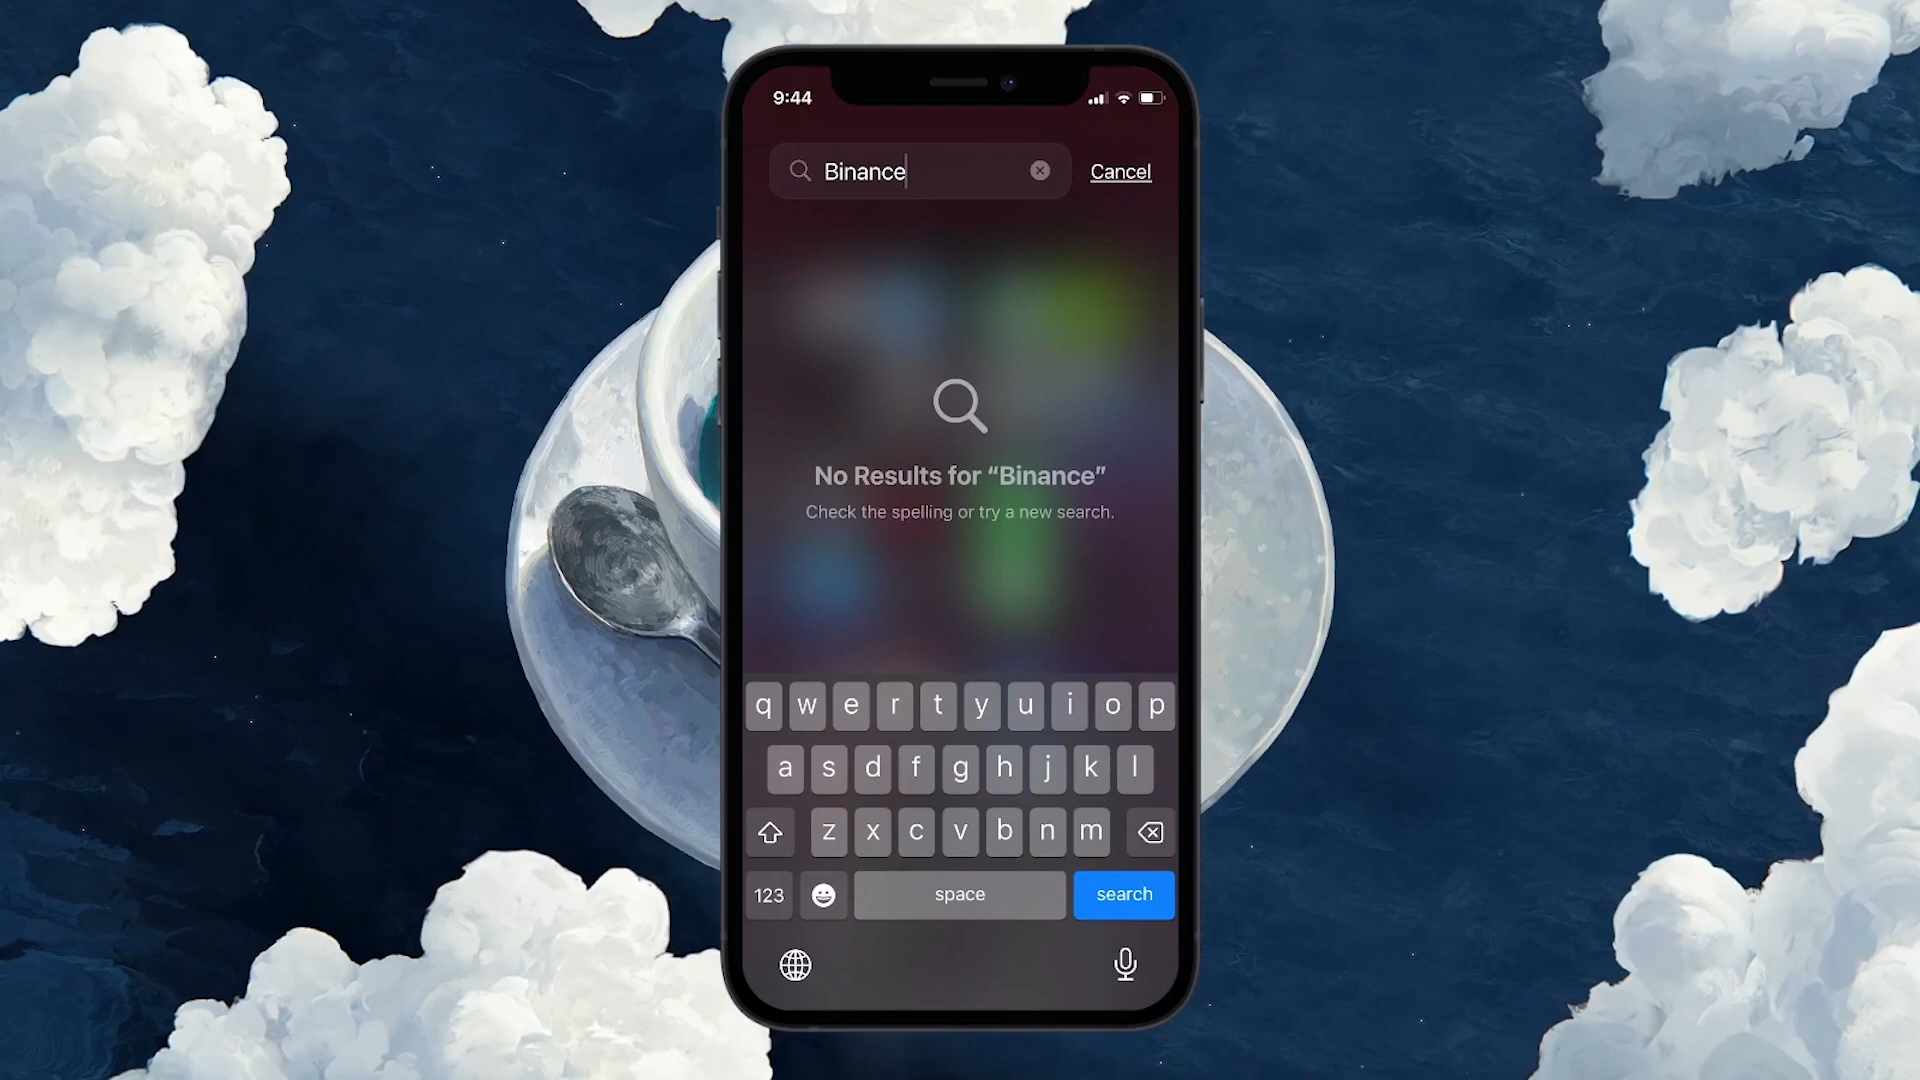 9:44
Binance
Cancel
No Results for “Binance”
Check the spelling or try a new search.
q w e r t y u i o p
a s d f g h j k l
z x c v b n m
123 space search